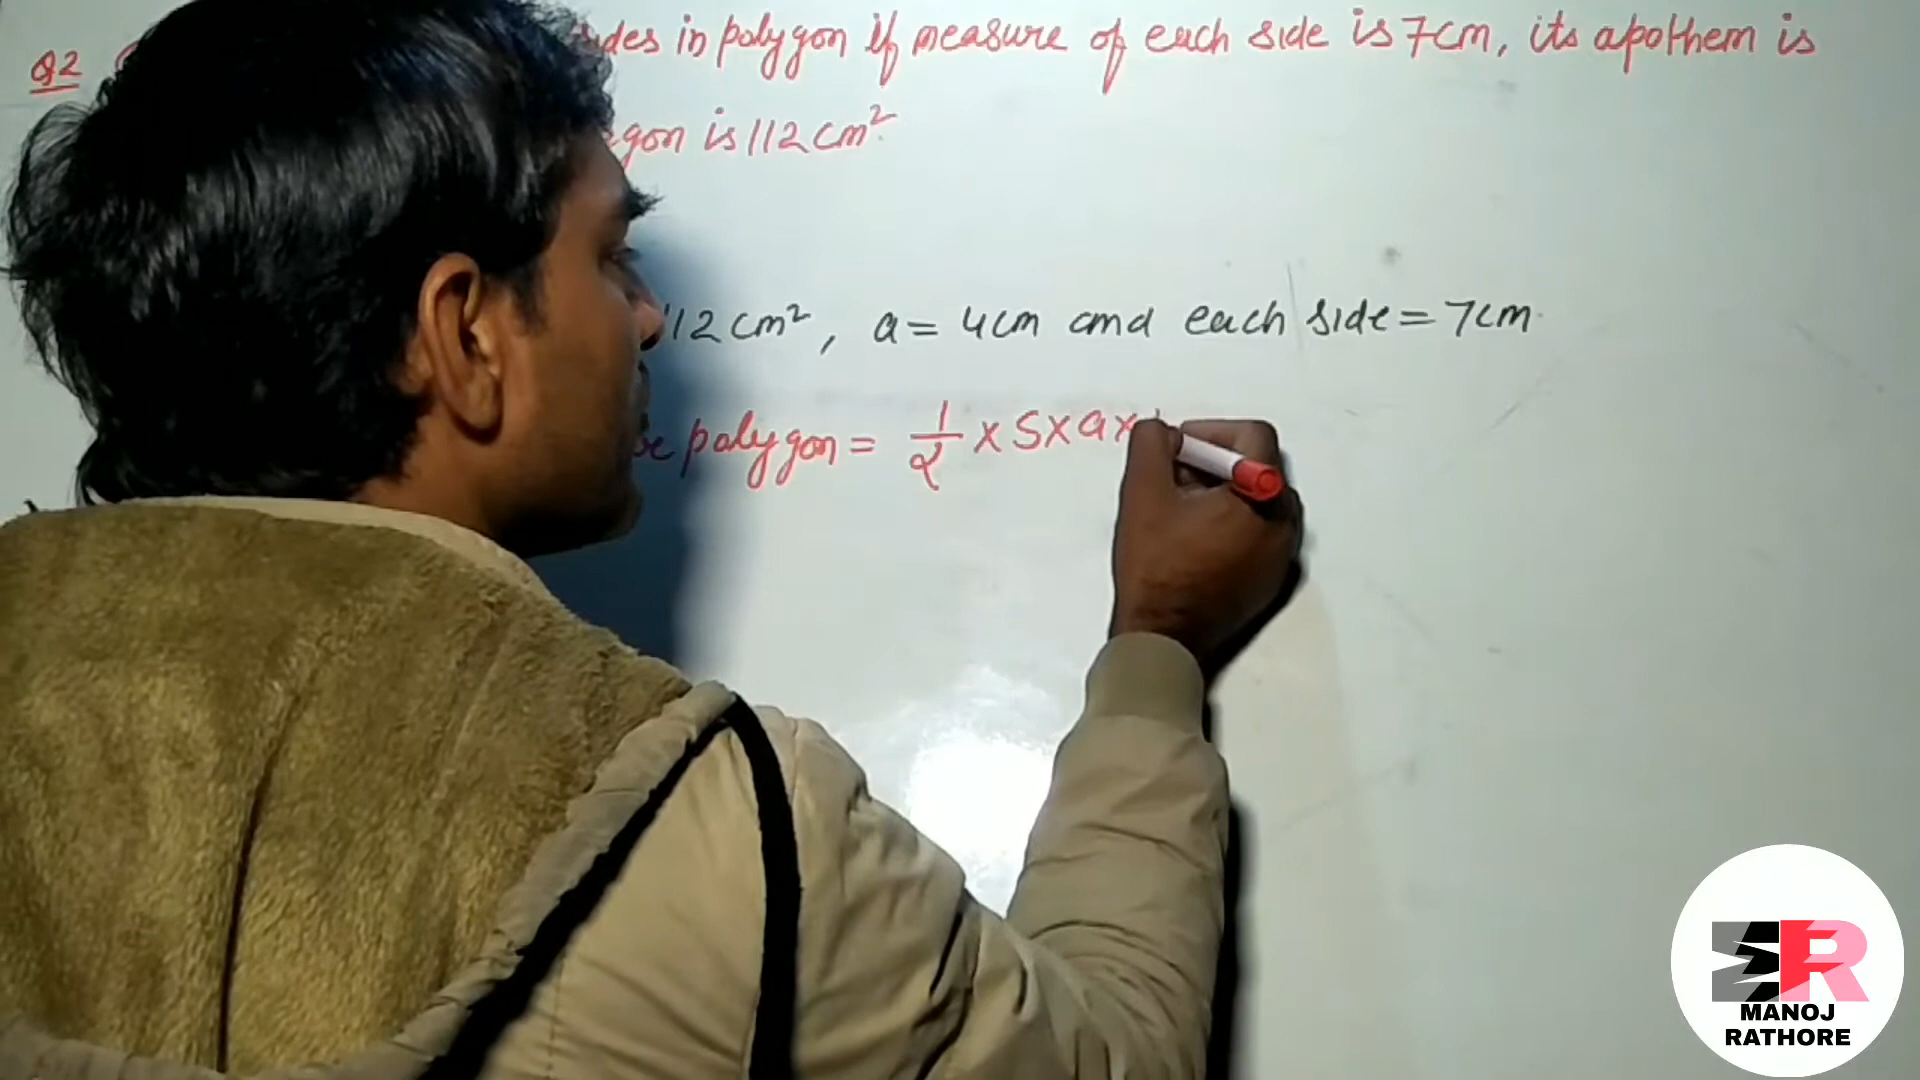 Q2 sides in polygon if measure of each side is 7cm, its apothem is
gon is 112 cm².
112 cm², a = 4cm and each side = 7cm.
polygon = 1/2 × S × a ×
ER
MANOJ
RATHORE